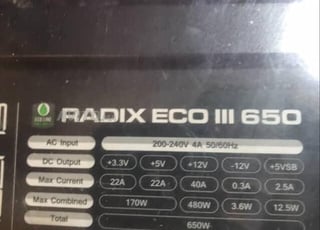 RADIX ECO III 650
AC Input 200-240V 4A 50/60Hz
DC Output +3.3V +5V +12V -12V +5VSB
Max Current 22A 22A 40A 0.3A 2.5A
Max Combined 170W 480W 3.6W 12.5W
Total 650W